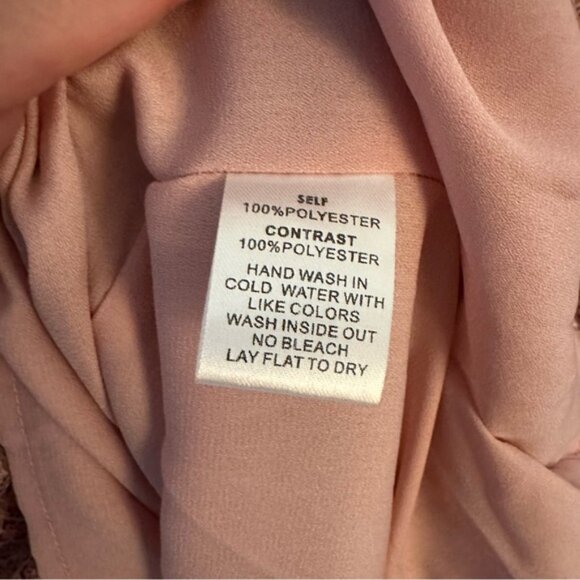 SELF
100%POLYESTER
CONTRAST
100%POLYESTER
HAND WASH IN
COLD WATER WITH
LIKE COLORS
WASH INSIDE OUT
NO BLEACH
LAY FLAT TO DRY